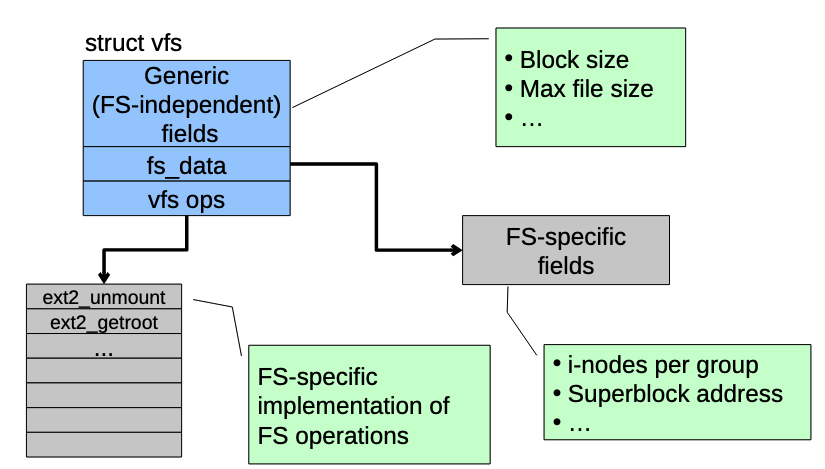 struct vfs
Generic
(FS-independent)
fields
fs_data
vfs ops
• Block size
• Max file size
• ...
FS-specific
fields
ext2_unmount
ext2_getroot
...
FS-specific
implementation of
FS operations
• i-nodes per group
• Superblock address
• ...